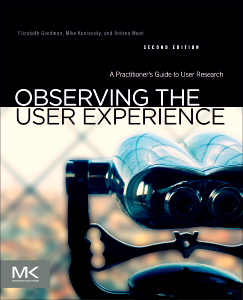 Elizabeth Goodman, Mike Kuniavsky, and Andrea Moed
SECOND EDITION
A Practitioner's Guide to User Research
OBSERVING THE
USER EXPERIENCE
MK